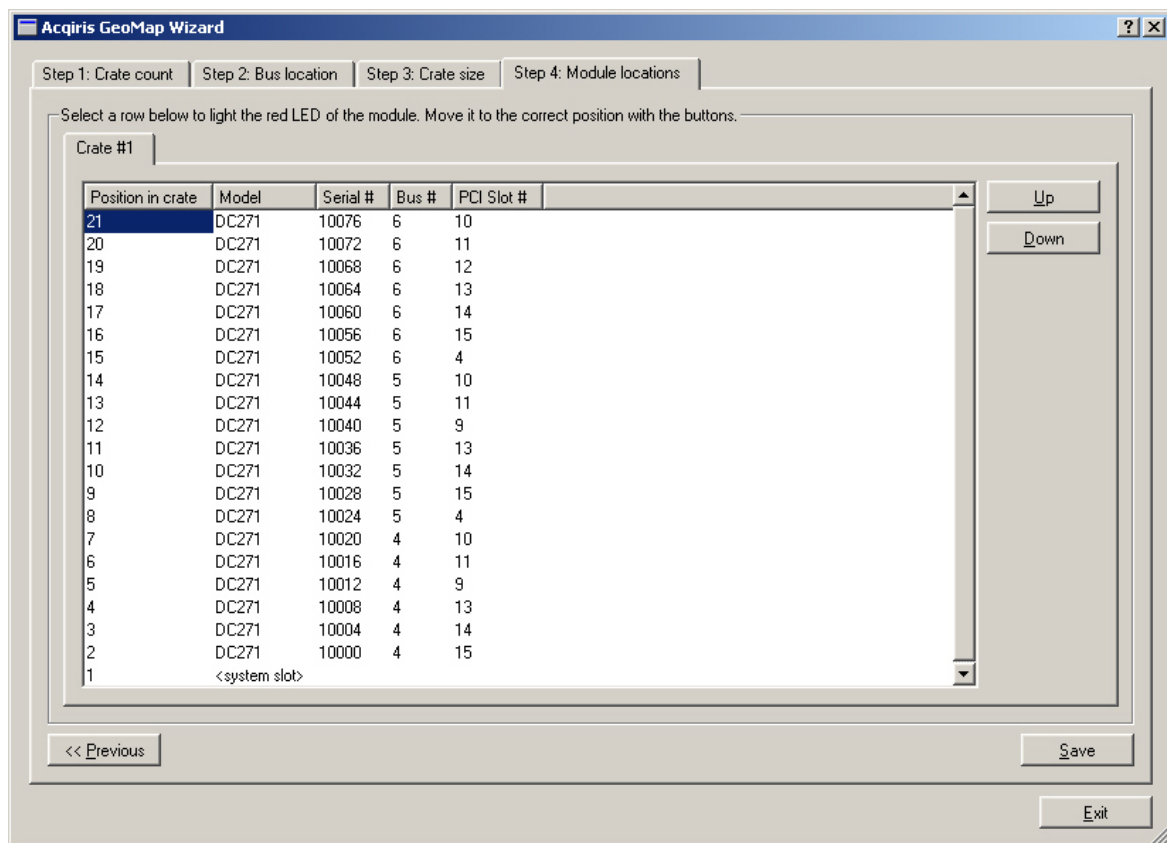 Acqiris GeoMap Wizard
Step 1: Crate count Step 2: Bus location Step 3: Crate size Step 4: Module locations
Select a row below to light the red LED of the module. Move it to the correct position with the buttons.
Crate #1
Position in crate Model Serial # Bus # PCI Slot #
21 DC271 10076 6 10
20 DC271 10072 6 11
19 DC271 10068 6 12
18 DC271 10064 6 13
17 DC271 10060 6 14
16 DC271 10056 6 15
15 DC271 10052 6 4
14 DC271 10048 5 10
13 DC271 10044 5 11
12 DC271 10040 5 9
11 DC271 10036 5 13
10 DC271 10032 5 14
9 DC271 10028 5 15
8 DC271 10024 5 4
7 DC271 10020 4 10
6 DC271 10016 4 11
5 DC271 10012 4 9
4 DC271 10008 4 13
3 DC271 10004 4 14
2 DC271 10000 4 15
1 <system slot>
Up
Down
<< Previous
Save
Exit